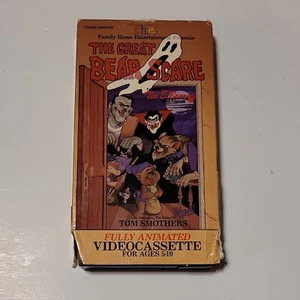 Family Home Entertainment Presents
THE GREAT
BEAR SCARE
TOM SMOTHERS
FULLY ANIMATED
VIDEOCASSETTE
FOR AGES 5-10